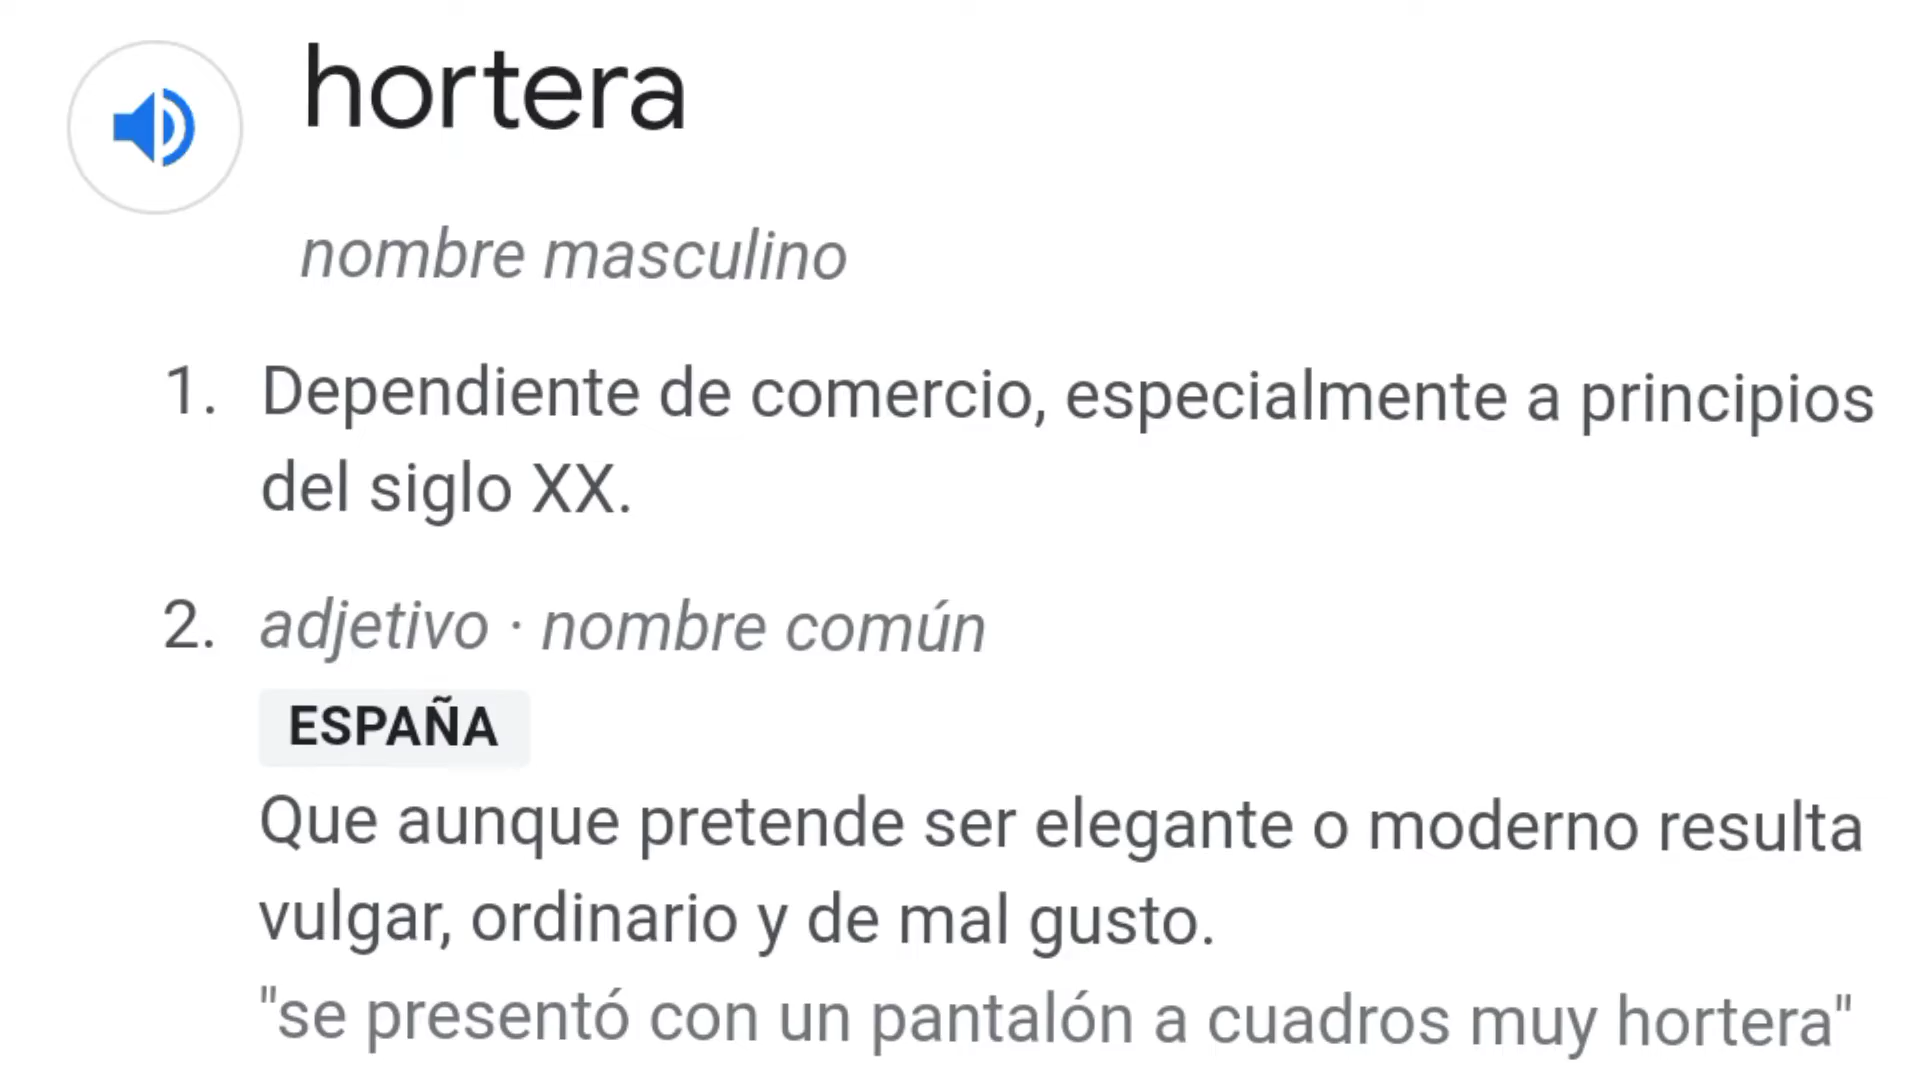 hortera
nombre masculino
1. Dependiente de comercio, especialmente a principios
del siglo XX.
2. adjetivo · nombre común
ESPAÑA
Que aunque pretende ser elegante o moderno resulta
vulgar, ordinario y de mal gusto.
"se presentó con un pantalón a cuadros muy hortera"